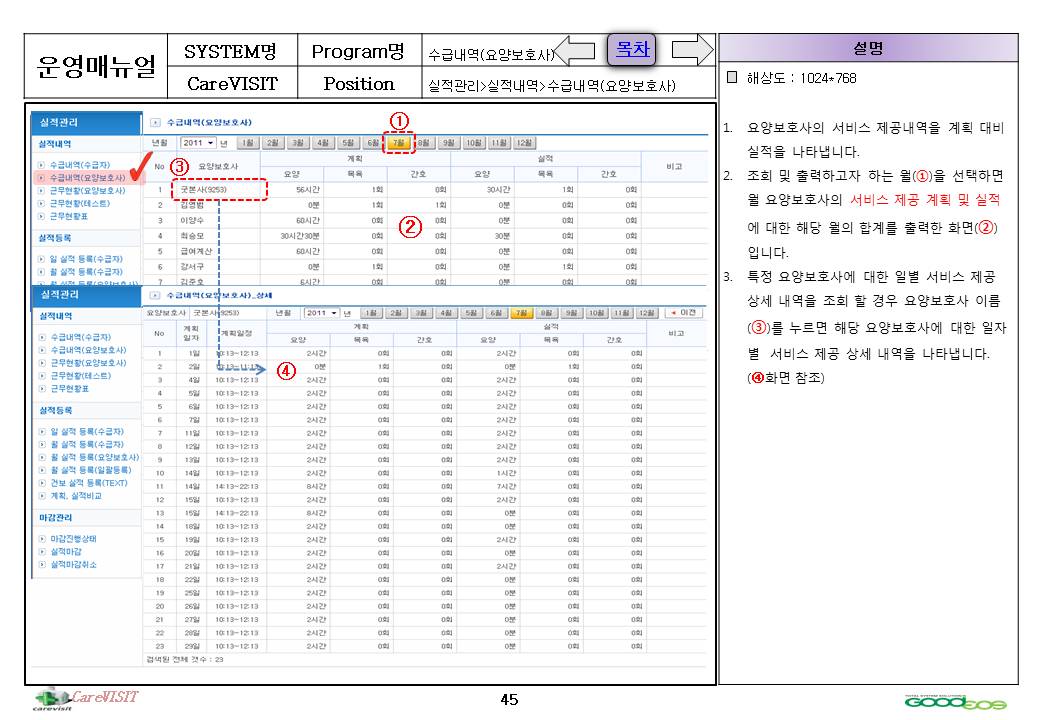 운영매뉴얼
SYSTEM명 Program명 수급내역(요양보호사) 목차
CareVISIT Position 실적관리>실적내역>수급내역(요양보호사)
설명
해상도 : 1024*768
1. 요양보호사의 서비스 제공내역을 계획 대비
실적을 나타냅니다.
2. 조회 및 출력하고자 하는 월(①)을 선택하면
월 요양보호사의 서비스 제공 계획 및 실적
에 대한 해당 월의 합계를 출력한 화면(②)
입니다.
3. 특정 요양보호사에 대한 일별 서비스 제공
상세 내역을 조회 할 경우 요양보호사 이름
(③)를 누르면 해당 요양보호사에 대한 일자
별 서비스 제공 상세 내역을 나타냅니다.
(④화면 참조)
실적관리
실적내역
수급내역(수급자)
수급내역(요양보호사)
근무현황(요양보호사)
근무현황(테스트)
근무현황표
실적등록
일 실적 등록(수급자)
월 실적 등록(수급자)
월 실적 등록(요양보호사)
수급내역(요양보호사)
①
년월 2011 년 1월 2월 3월 4월 5월 6월 7월 8월 9월 10월 11월 12월
③
②
No 요양보호사 계획 실적 비고
요양 목욕 간호 요양 목욕 간호
1 굿본사(9253) 56시간 1회 0회 30시간 1회 0회
2 김영범 0분 1회 1회 0분 0회 0회
3 이양수 60시간 0회 0회 0분 0회 0회
4 최승모 30시간30분 0회 0회 30분 0회 0회
5 급여계산 60시간 0회 0회 0분 0회 0회
6 강서구 0분 1회 0회 0분 1회 0회
7 김준호 6시간 0회 0회 0분 0회 0회
실적관리
실적내역
수급내역(수급자)
수급내역(요양보호사)
근무현황(요양보호사)
근무현황(테스트)
근무현황표
실적등록
일 실적 등록(수급자)
월 실적 등록(수급자)
월 실적 등록(요양보호사)
월 실적 등록(일괄등록)
건보 실적 등록(TEXT)
계획, 실적비교
마감관리
마감진행상태
실적마감
실적마감취소
수급내역(요양보호사)_상세
요양보호사 굿본사(9253) 년월 2011 년 1월 2월 3월 4월 5월 6월 7월 8월 9월 10월 11월 12월 이전
④
No 계획일자 계획일정 계획 실적 비고
요양 목욕 간호 요양 목욕 간호
1 1일 10:13~12:13 2시간 0회 0회 2시간 0회 0회
2 2일 10:13~11:13 0분 1회 0회 0분 1회 0회
3 4일 10:13~12:13 2시간 0회 0회 2시간 0회 0회
4 5일 10:13~12:13 2시간 0회 0회 2시간 0회 0회
5 6일 10:13~12:13 2시간 0회 0회 2시간 0회 0회
6 7일 10:13~12:13 2시간 0회 0회 2시간 0회 0회
7 11일 10:13~12:13 2시간 0회 0회 2시간 0회 0회
8 12일 10:13~12:13 2시간 0회 0회 2시간 0회 0회
9 13일 10:13~12:13 2시간 0회 0회 2시간 0회 0회
10 14일 10:13~12:13 2시간 0회 0회 1시간 0회 0회
11 14일 14:13~22:13 8시간 0회 0회 7시간 0회 0회
12 15일 10:13~12:13 2시간 0회 0회 2시간 0회 0회
13 15일 14:13~22:13 8시간 0회 0회 0분 0회 0회
14 18일 10:13~12:13 2시간 0회 0회 0분 0회 0회
15 19일 10:13~12:13 2시간 0회 0회 2시간 0회 0회
16 20일 10:13~12:13 2시간 0회 0회 0분 0회 0회
17 21일 10:13~12:13 2시간 0회 0회 2시간 0회 0회
18 22일 10:13~12:13 2시간 0회 0회 0분 0회 0회
19 25일 10:13~12:13 2시간 0회 0회 0분 0회 0회
20 26일 10:13~12:13 2시간 0회 0회 0분 0회 0회
21 27일 10:13~12:13 2시간 0회 0회 0분 0회 0회
22 28일 10:13~12:13 2시간 0회 0회 0분 0회 0회
23 29일 10:13~12:13 2시간 0회 0회 0분 0회 0회
검색된 전체 갯수 : 23
carevisit CareVISIT
45
TOTAL SYSTEM SOLUTION
GOODEOS